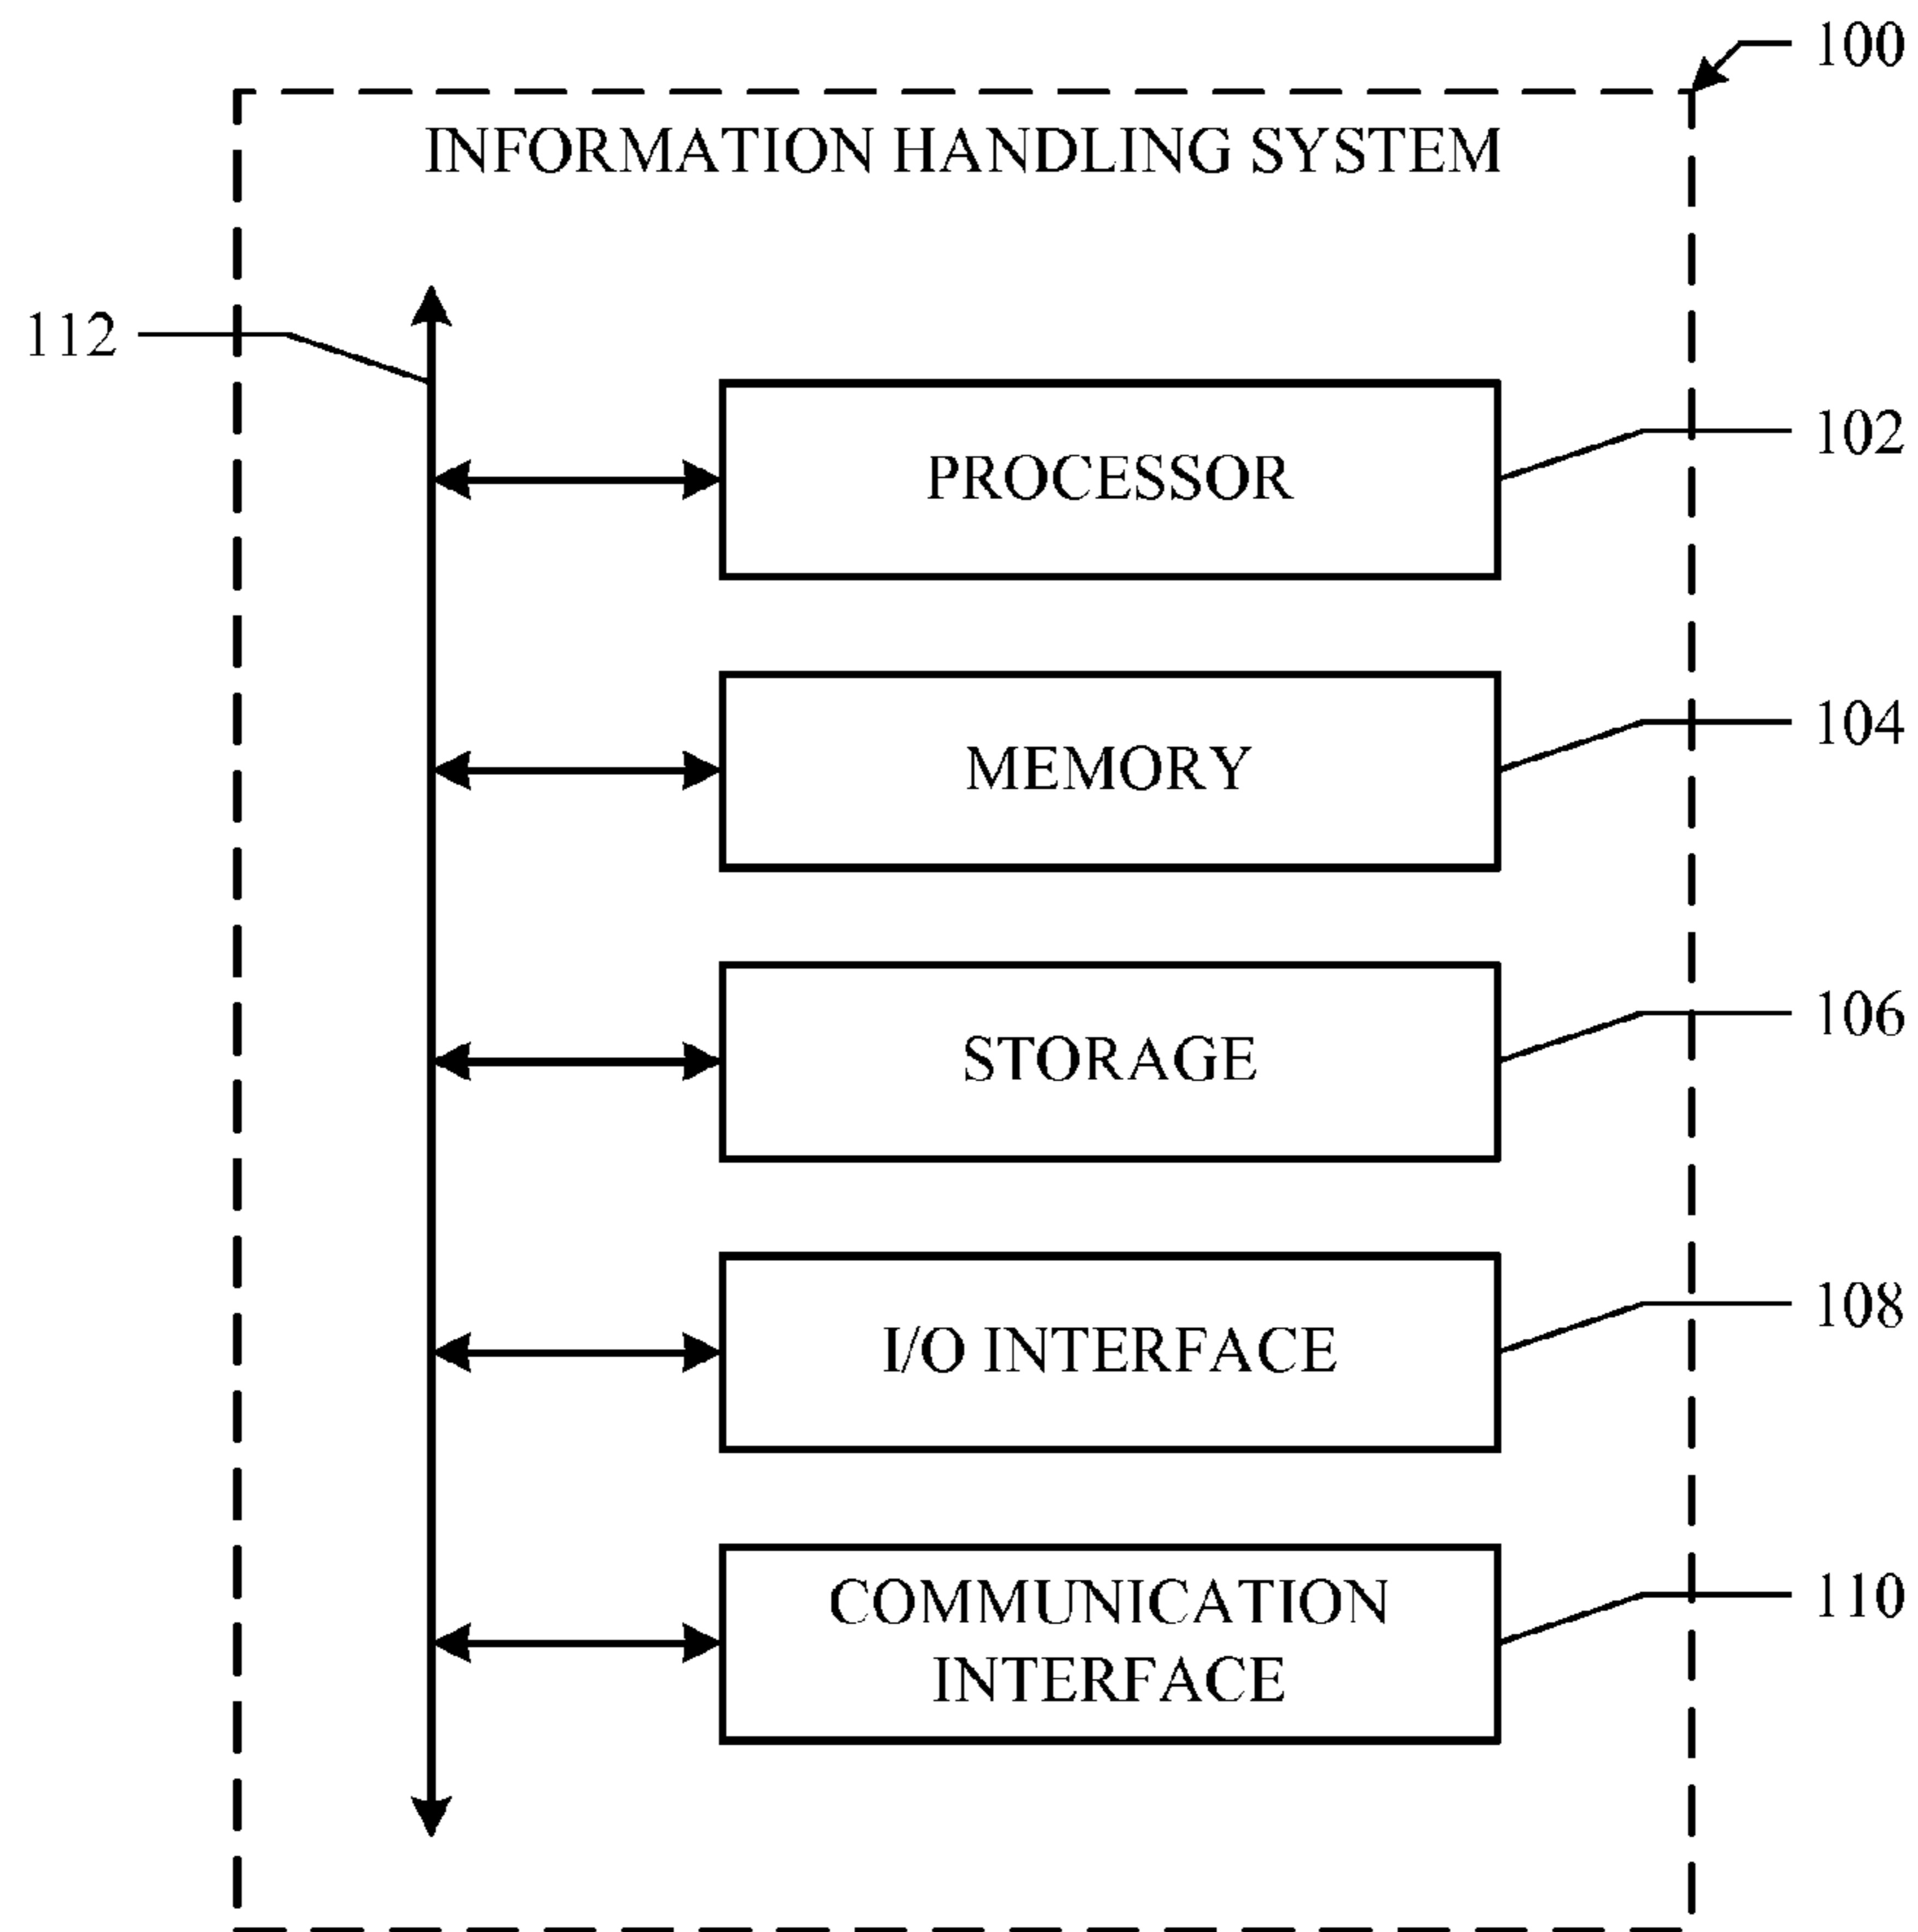 100
INFORMATION HANDLING SYSTEM
112
PROCESSOR
102
MEMORY
104
STORAGE
106
I/O INTERFACE
108
COMMUNICATION
INTERFACE
110